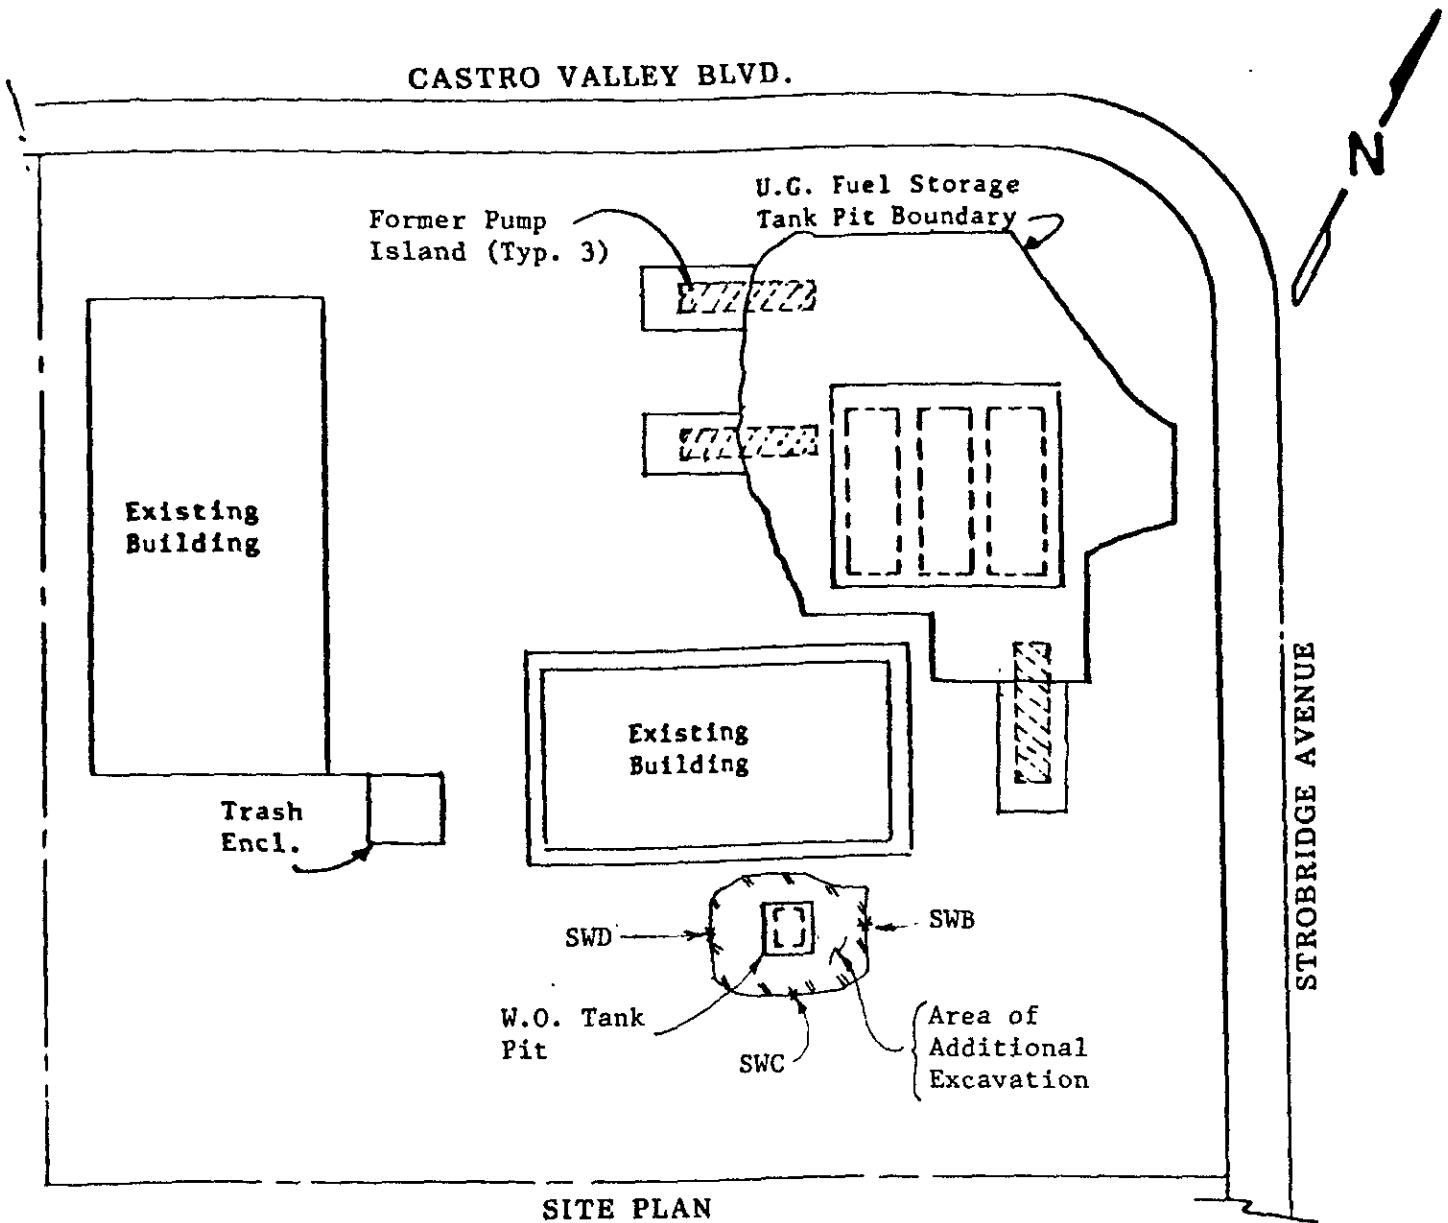 CASTRO VALLEY BLVD.
N
U.G. Fuel Storage
Tank Pit Boundary
Former Pump
Island (Typ. 3)
Existing
Building
Existing
Building
STROBRIDGE AVENUE
Trash
Encl.
SWD
SWB
W.O. Tank
Pit
SWC
Area of
Additional
Excavation
SITE PLAN